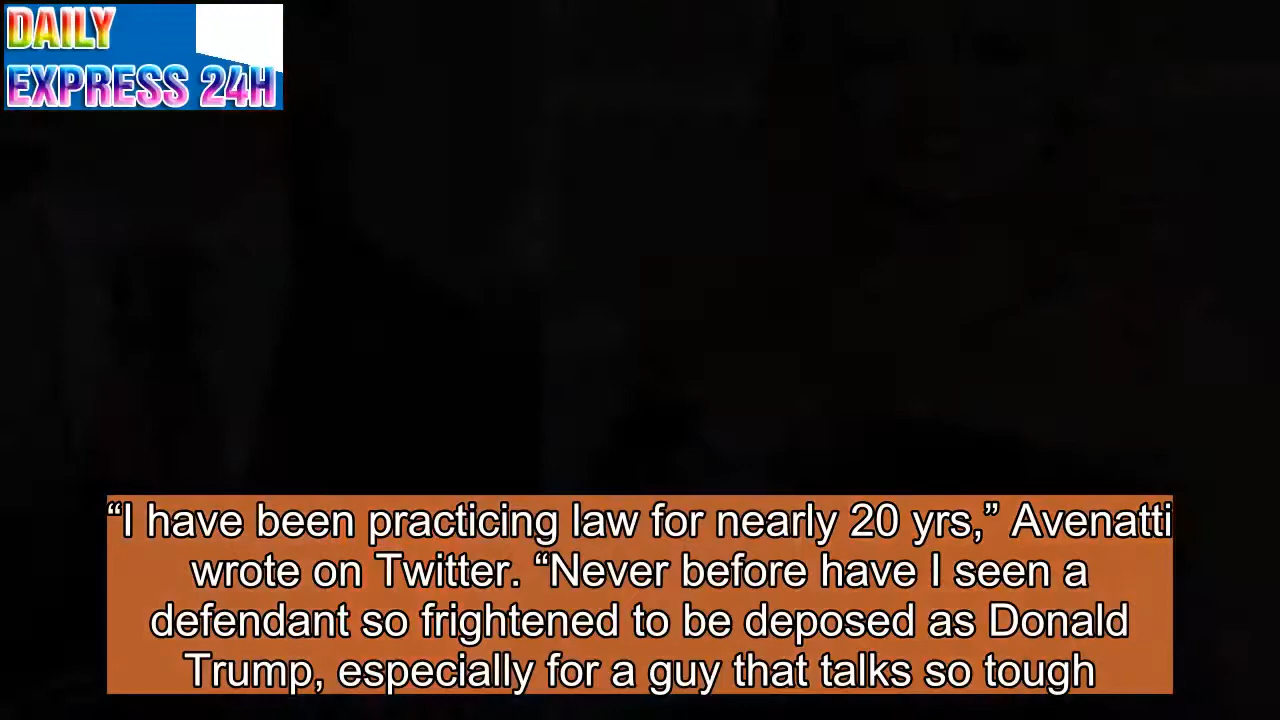 DAILY
EXPRESS 24H
“I have been practicing law for nearly 20 yrs,” Avenatti
wrote on Twitter. “Never before have I seen a
defendant so frightened to be deposed as Donald
Trump, especially for a guy that talks so tough